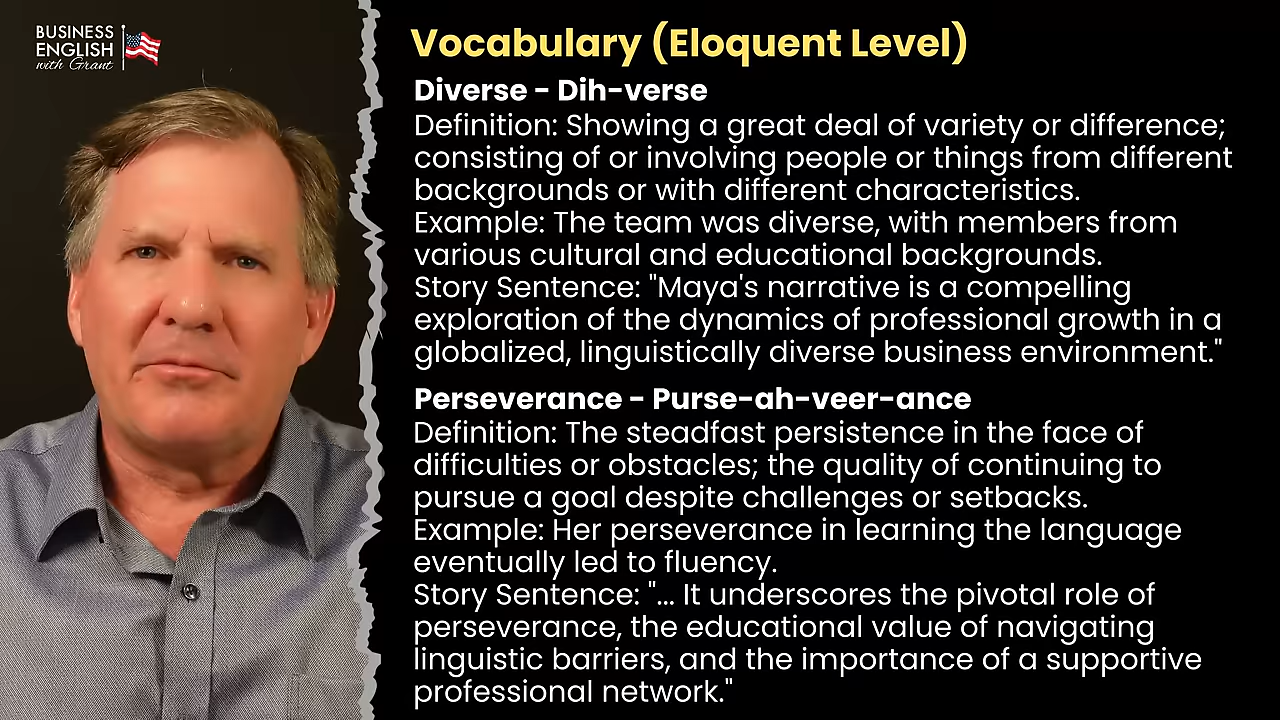 BUSINESS
ENGLISH
with Grant
Vocabulary (Eloquent Level)
Diverse - Dih-verse
Definition: Showing a great deal of variety or difference;
consisting of or involving people or things from different
backgrounds or with different characteristics.
Example: The team was diverse, with members from
various cultural and educational backgrounds.
Story Sentence: "Maya's narrative is a compelling
exploration of the dynamics of professional growth in a
globalized, linguistically diverse business environment."
Perseverance - Purse-ah-veer-ance
Definition: The steadfast persistence in the face of
difficulties or obstacles; the quality of continuing to
pursue a goal despite challenges or setbacks.
Example: Her perseverance in learning the language
eventually led to fluency.
Story Sentence: "... It underscores the pivotal role of
perseverance, the educational value of navigating
linguistic barriers, and the importance of a supportive
professional network."